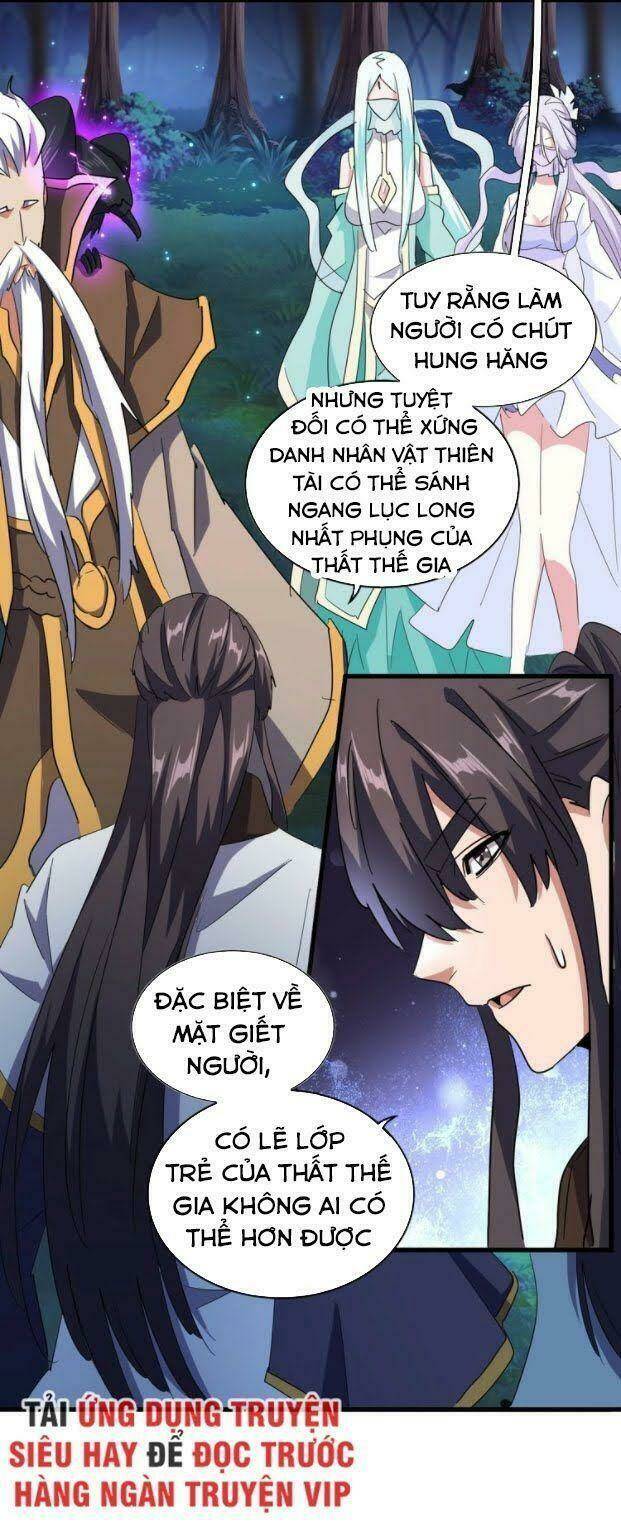 TUY RẰNG LÀM
NGƯỜI CÓ CHÚT
HUNG HĂNG
NHƯNG TUYỆT
ĐỐI CÓ THỂ XỨNG
DANH NHÂN VẬT THIÊN
TÀI CÓ THỂ SÁNH
NGANG LỤC LONG
NHẤT PHỤNG CỦA
THẤT THẾ GIA
ĐẶC BIỆT VỀ
MẶT GIẾT
NGƯỜI,
CÓ LẼ LỚP
TRẺ CỦA THẤT THẾ
GIA KHÔNG AI CÓ
THỂ HƠN ĐƯỢC
TẢI ỨNG DỤNG TRUYỆN
SIÊU HAY ĐỂ ĐỌC TRƯỚC
HÀNG NGÀN TRUYỆN VIP